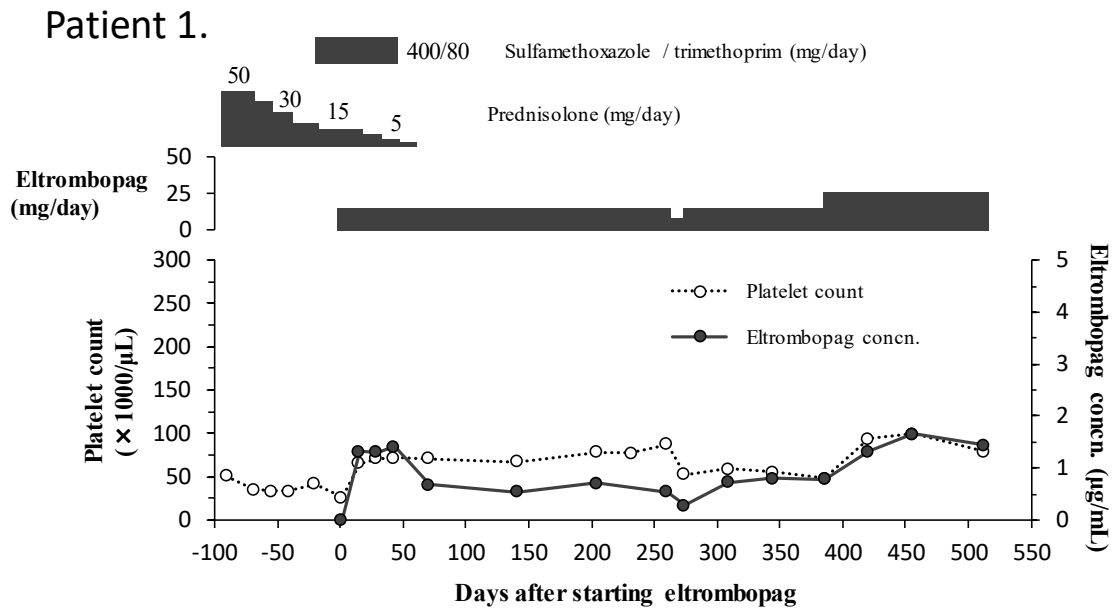 Patient 1.
400/80 Sulfamethoxazole / trimethoprim (mg/day)
50
30
15
5
Prednisolone (mg/day)
Eltrombopag
(mg/day)
50
25
0
Platelet count
( × 1000/μL)
300
250
200
150
100
50
0
Platelet count
Eltrombopag concn.
5
4
3
2
1
0
Eltrombopag concn. (μg/mL)
-100 -50 0 50 100 150 200 250 300 350 400 450 500 550
Days after starting eltrombopag